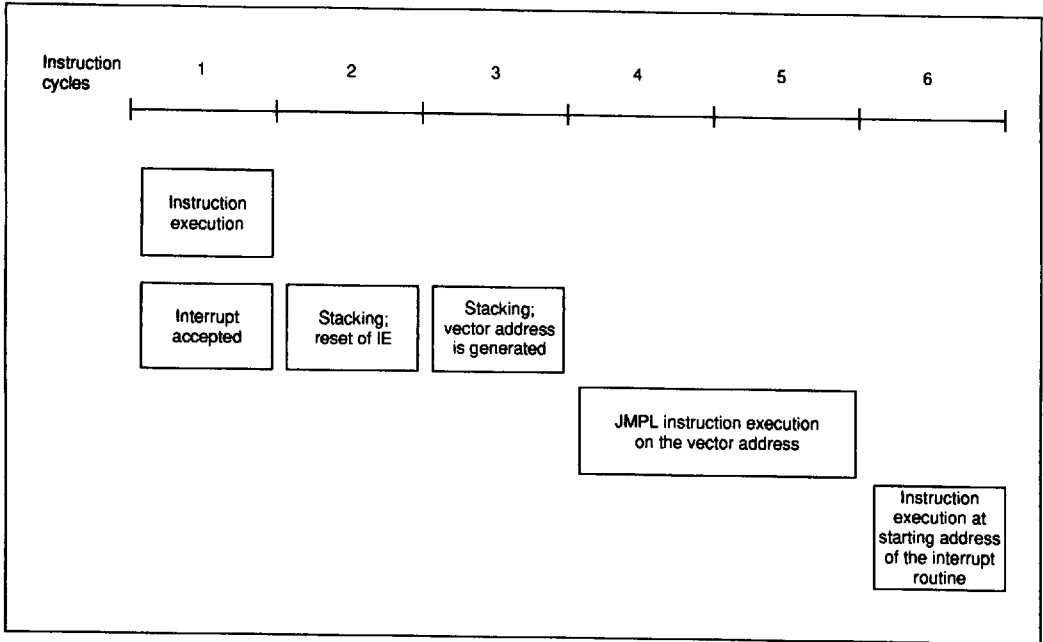 Instruction
cycles
1
2
3
4
5
6
Instruction
execution
Interrupt
accepted
Stacking;
reset of IE
Stacking;
vector address
is generated
JMPL instruction execution
on the vector address
Instruction
execution at
starting address
of the interrupt
routine